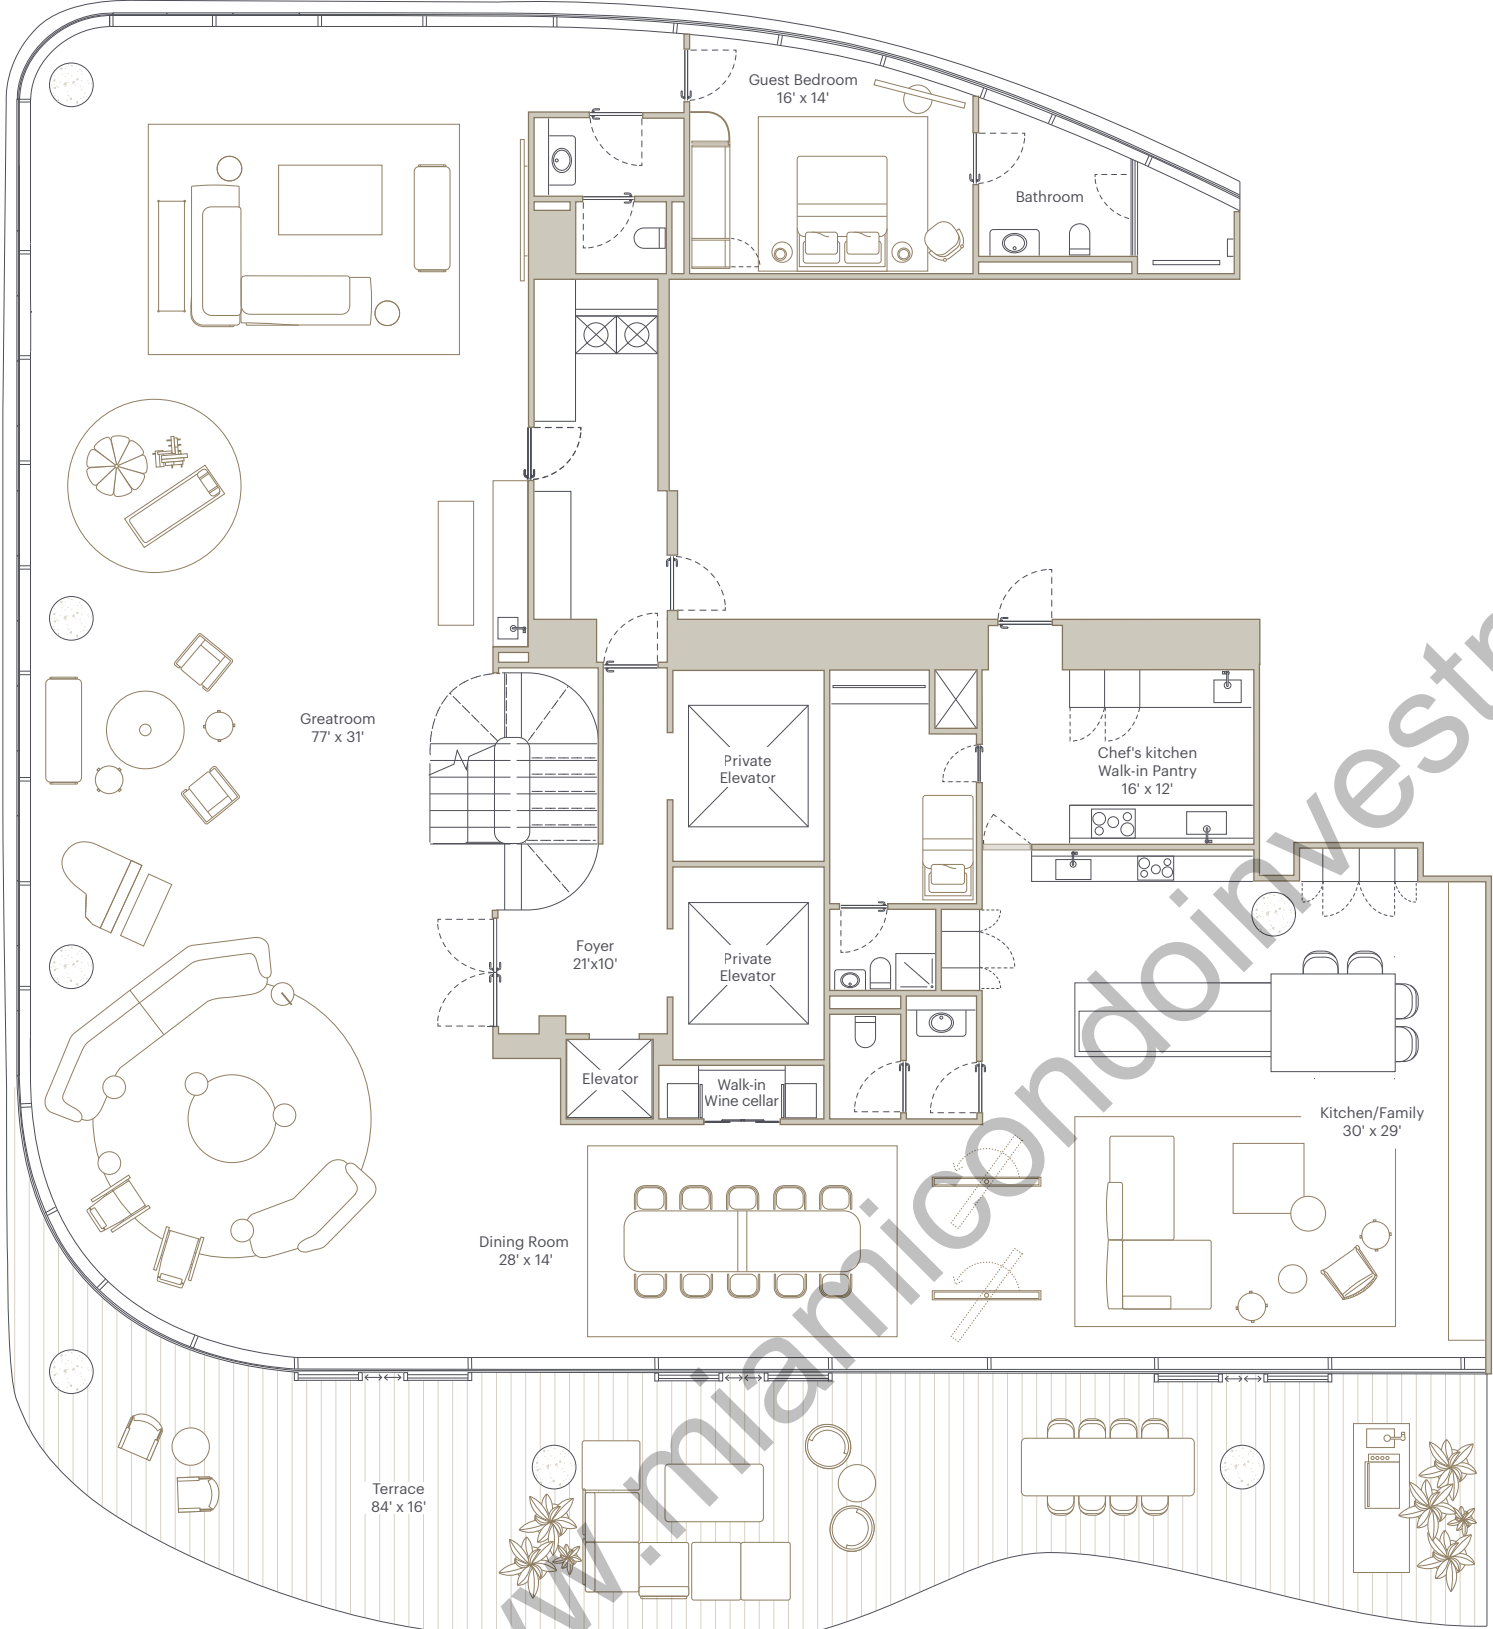 Guest Bedroom
16' x 14'
Bathroom
Greatroom
77' x 31'
Private
Elevator
Chef's kitchen
Walk-in Pantry
16' x 12'
Foyer
21'x10'
Private
Elevator
Elevator
Walk-in
Wine cellar
Kitchen/Family
30' x 29'
Dining Room
28' x 14'
Terrace
84' x 16'
w.miamicondoinvestr